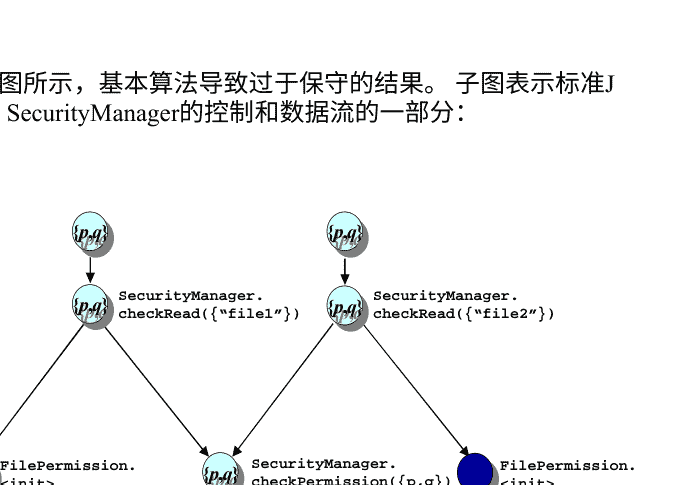 图所示，基本算法导致过于保守的结果。 子图表示标准J
SecurityManager的控制和数据流的一部分：
{p,q}
{p,q}
{p,q}
SecurityManager.
checkRead({“file1”})
{p,q}
SecurityManager.
checkRead({“file2”})
FilePermission.
<init>
{p,q}
SecurityManager.
checkPermission({p,q})
FilePermission.
<init>